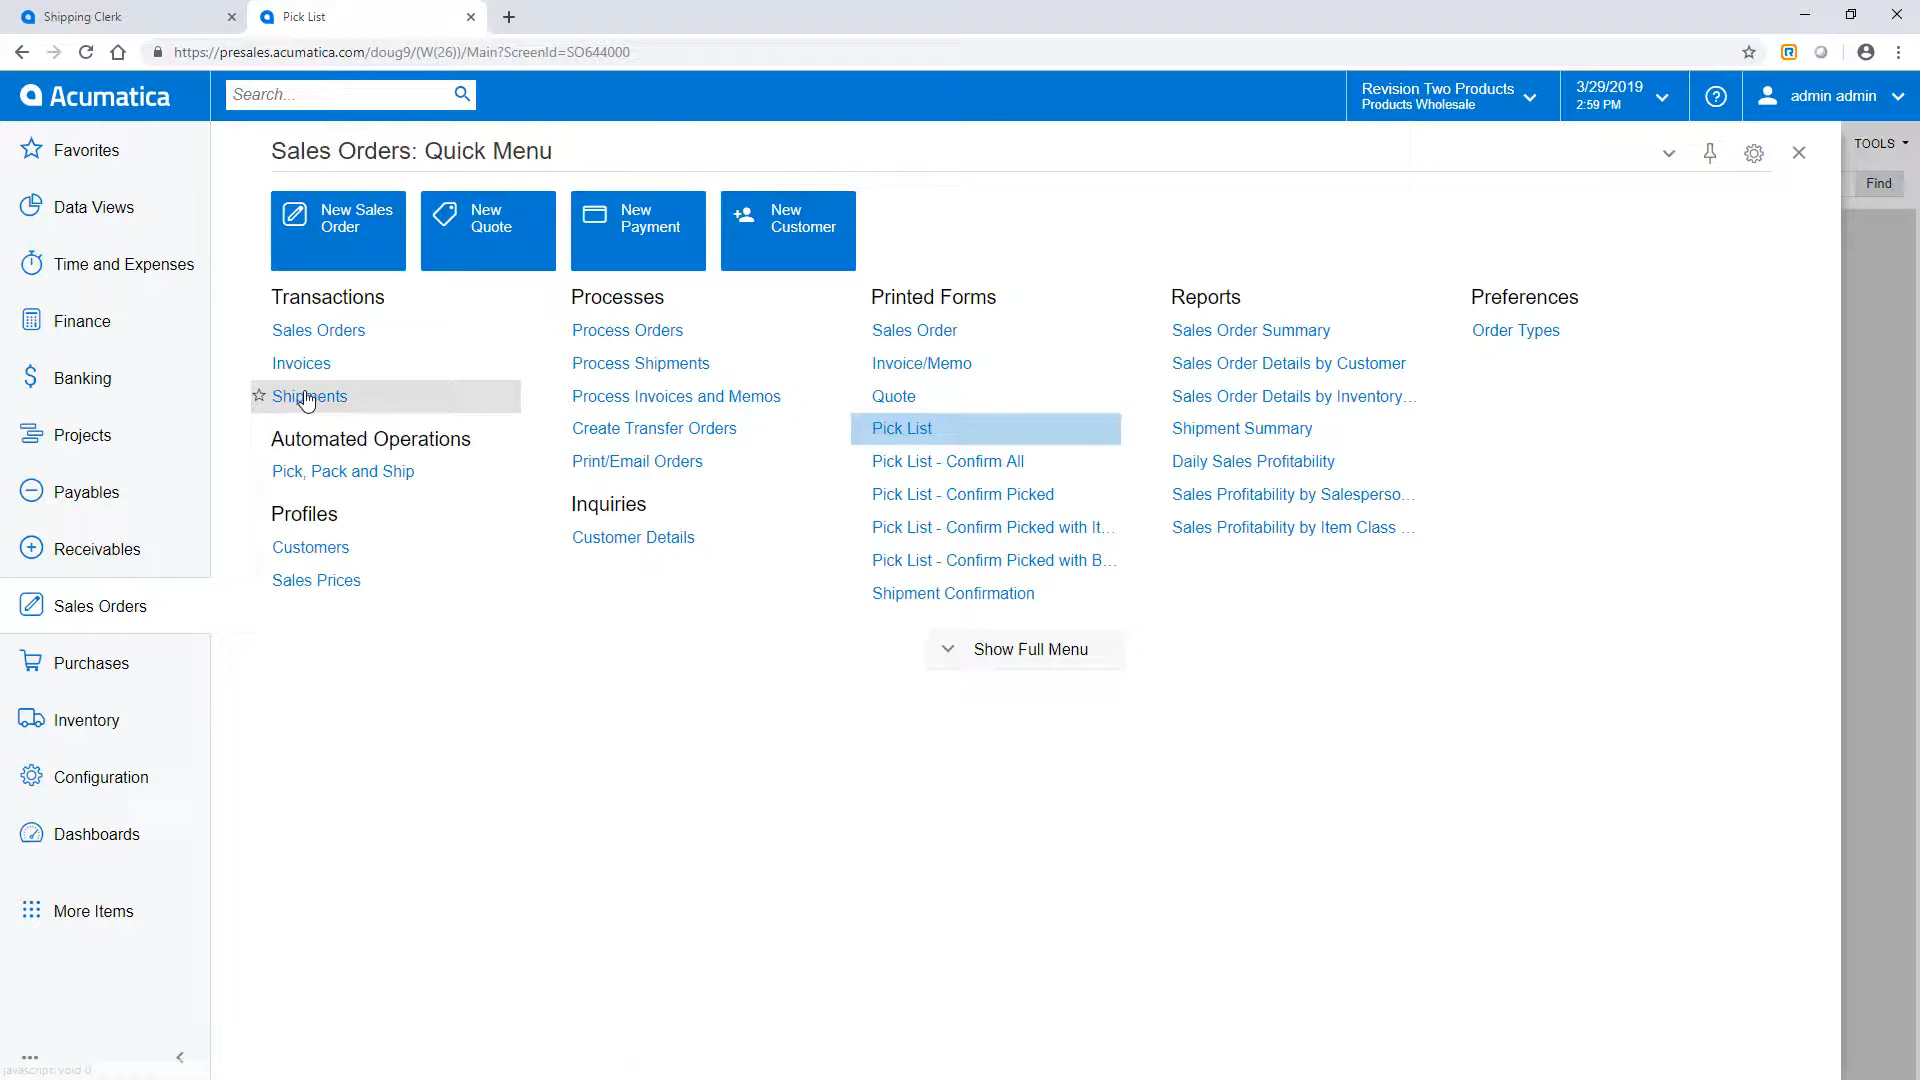 Shipping Clerk
Pick List
https://presales.acumatica.com/doug9/(W(26))/Main?ScreenId=SO644000
Acumatica
Search...
Revision Two Products
Products Wholesale
3/29/2019
2:59 PM
admin admin
Favorites
Data Views
Time and Expenses
Finance
Banking
Projects
Payables
Receivables
Sales Orders
Purchases
Inventory
Configuration
Dashboards
More Items
javascript: void 0
Sales Orders: Quick Menu
TOOLS
Find
New Sales Order
New Quote
New Payment
New Customer
Transactions
Sales Orders
Invoices
Shipments
Automated Operations
Pick, Pack and Ship
Profiles
Customers
Sales Prices
Processes
Process Orders
Process Shipments
Process Invoices and Memos
Create Transfer Orders
Print/Email Orders
Inquiries
Customer Details
Printed Forms
Sales Order
Invoice/Memo
Quote
Pick List
Pick List - Confirm All
Pick List - Confirm Picked
Pick List - Confirm Picked with It...
Pick List - Confirm Picked with B...
Shipment Confirmation
Reports
Sales Order Summary
Sales Order Details by Customer
Sales Order Details by Inventory...
Shipment Summary
Daily Sales Profitability
Sales Profitability by Salesperso...
Sales Profitability by Item Class ...
Preferences
Order Types
Show Full Menu